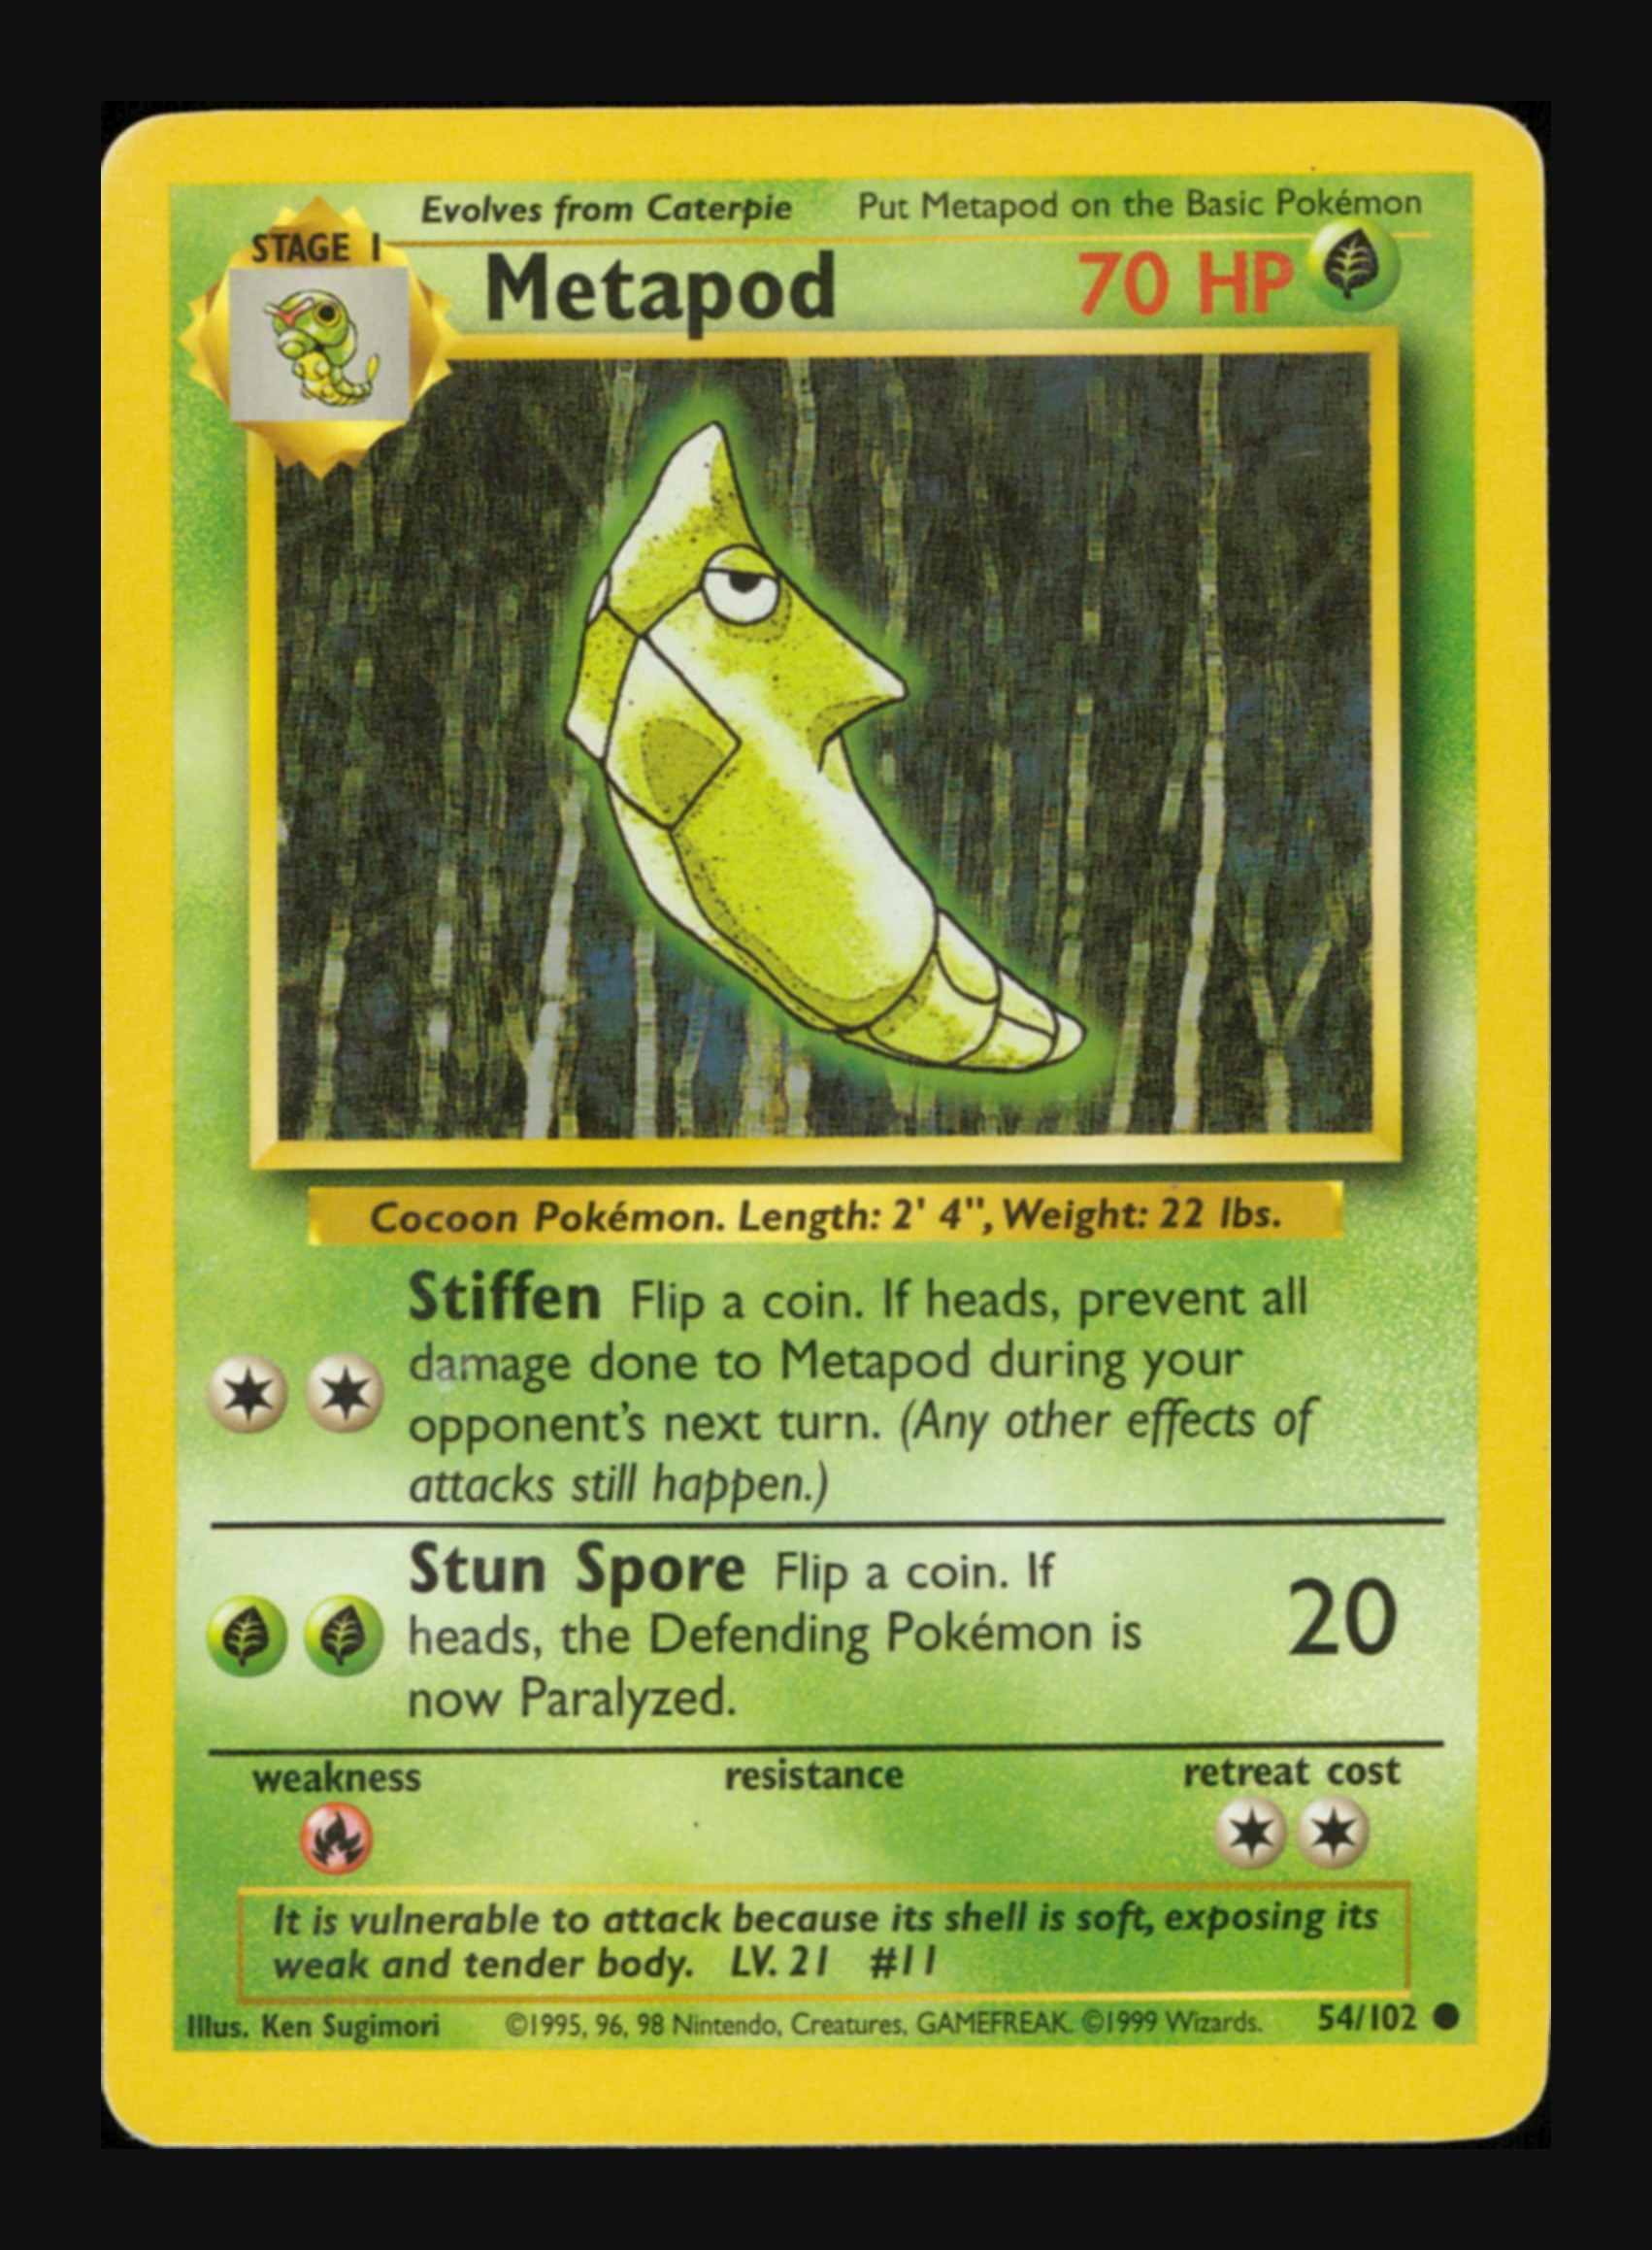 Evolves from Caterpie Put Metapod on the Basic Pokémon
STAGE 1
Metapod 70 HP
Cocoon Pokémon. Length: 2' 4", Weight: 22 lbs.
Stiffen Flip a coin. If heads, prevent all
damage done to Metapod during your
opponent's next turn. (Any other effects of
attacks still happen.)
Stun Spore Flip a coin. If
heads, the Defending Pokémon is
now Paralyzed.
20
weakness resistance retreat cost
It is vulnerable to attack because its shell is soft, exposing its
weak and tender body. LV. 21 #11
Illus. Ken Sugimori ©1995, 96, 98 Nintendo, Creatures, GAMEFREAK. ©1999 Wizards. 54/102